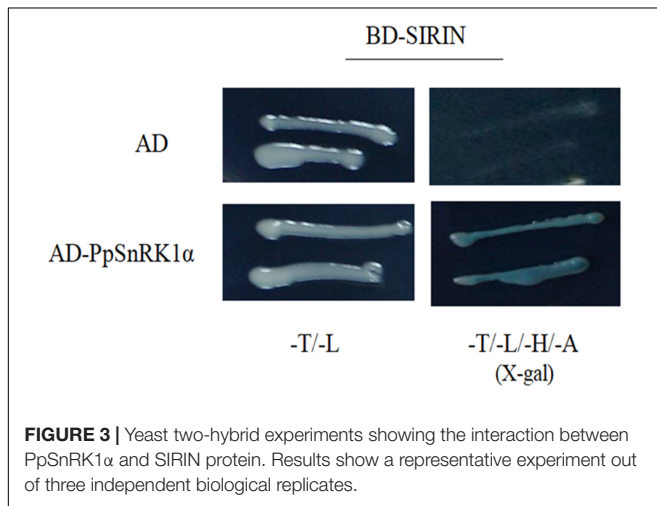 BD-SIRIN
AD
AD-PpSnRK1α
-T/-L
-T/-L/-H/-A
(X-gal)
FIGURE 3 | Yeast two-hybrid experiments showing the interaction between
PpSnRK1α and SIRIN protein. Results show a representative experiment out
of three independent biological replicates.